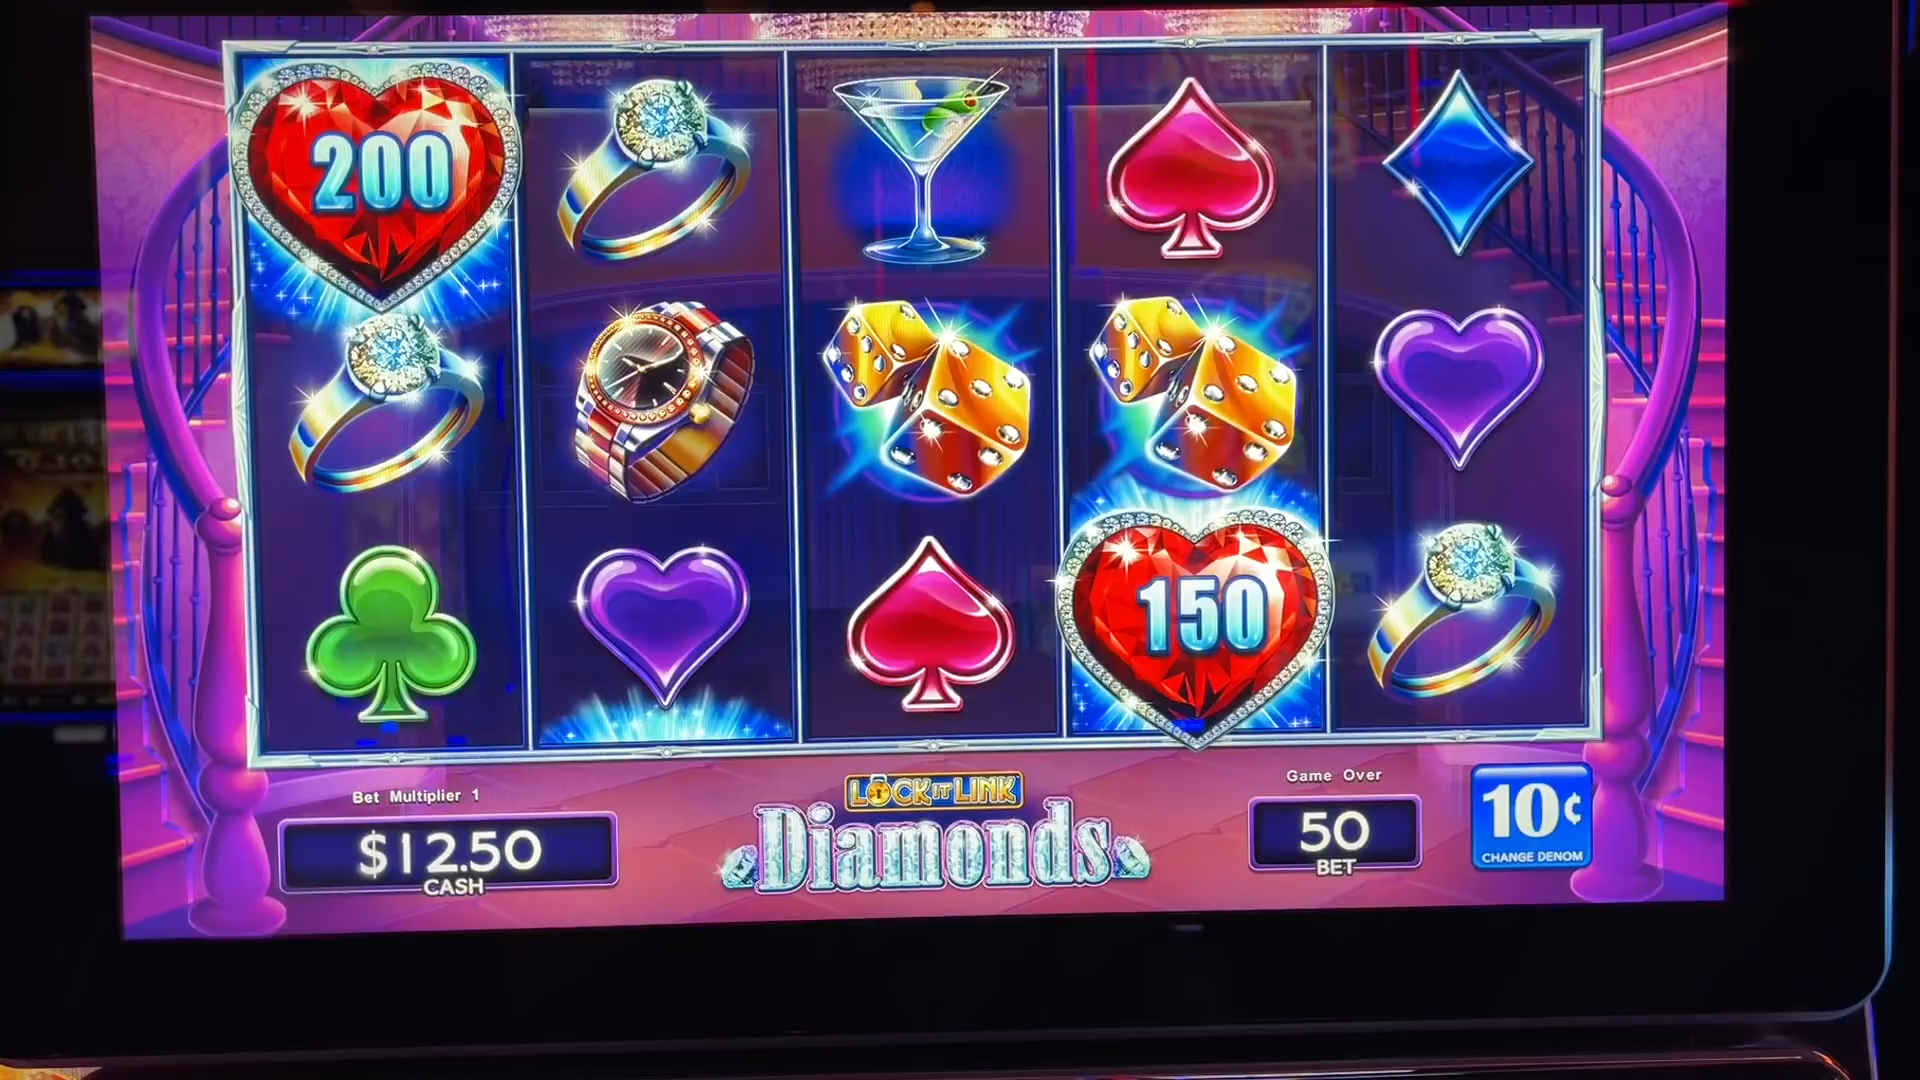 200
150
Bet Multiplier 1
$12.50
CASH
LOCK IT LINK
Diamonds
Game Over
50
BET
10¢
CHANGE DENOM